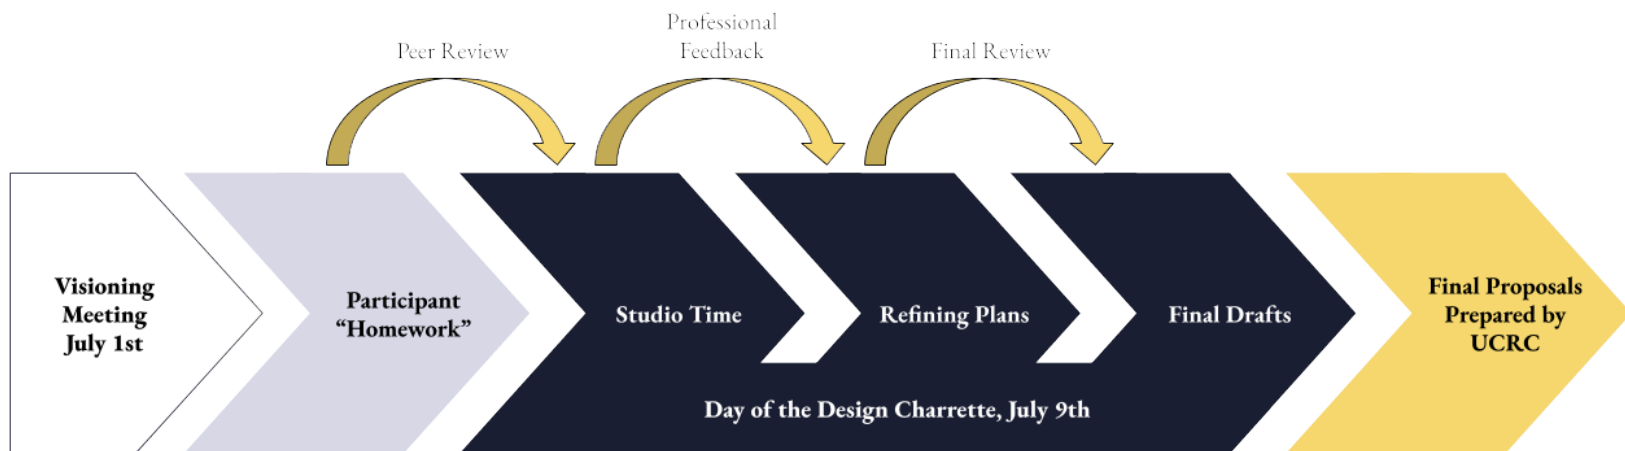 Professional
Feedback
Peer Review
Final Review
Visioning
Meeting
July 1st
Participant
“Homework”
Studio Time
Refining Plans
Final Drafts
Final Proposals
Prepared by
UCRC
Day of the Design Charrette, July 9th